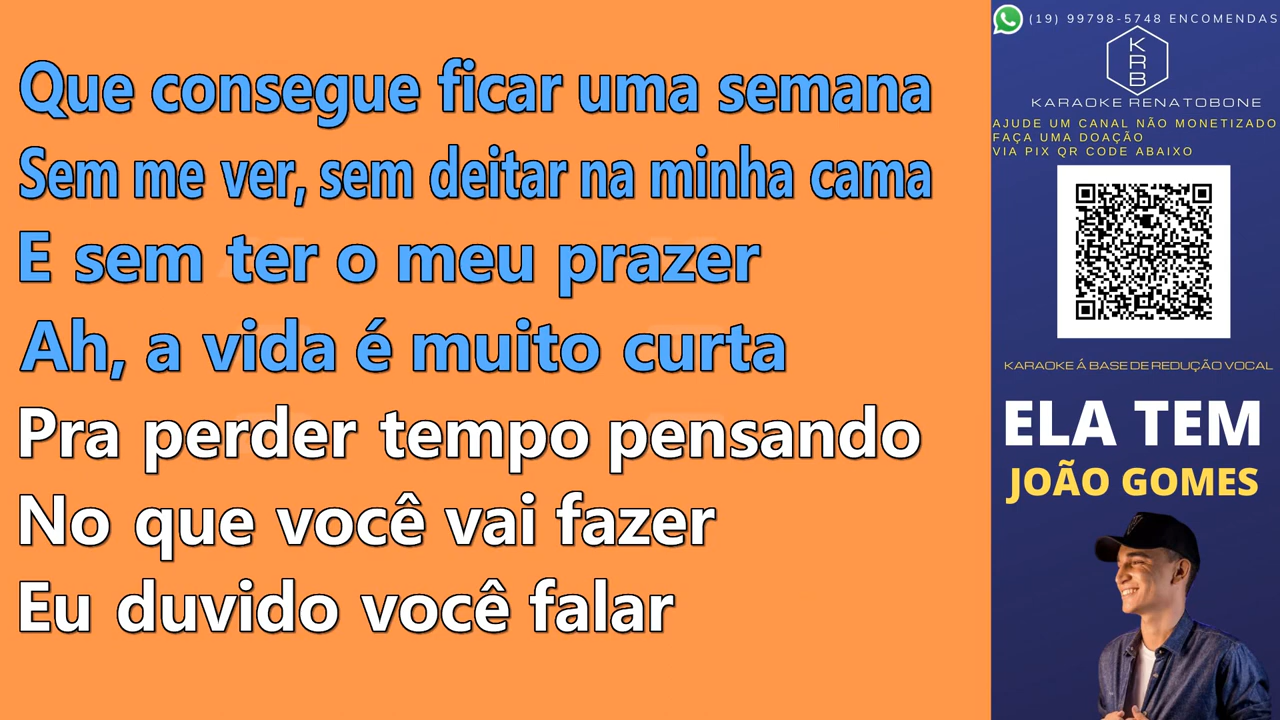 Que consegue ficar uma semana
Sem me ver, sem deitar na minha cama
E sem ter o meu prazer
Ah, a vida é muito curta
Pra perder tempo pensando
No que você vai fazer
Eu duvido você falar
(19) 99798-5748 ENCOMENDAS
K
R
B
KARAOKE RENATOBONE
AJUDE UM CANAL NÃO MONETIZADO
FAÇA UMA DOAÇÃO
VIA PIX QR CODE ABAIXO
KARAOKE Á BASE DE REDUÇÃO VOCAL
ELA TEM
JOÃO GOMES